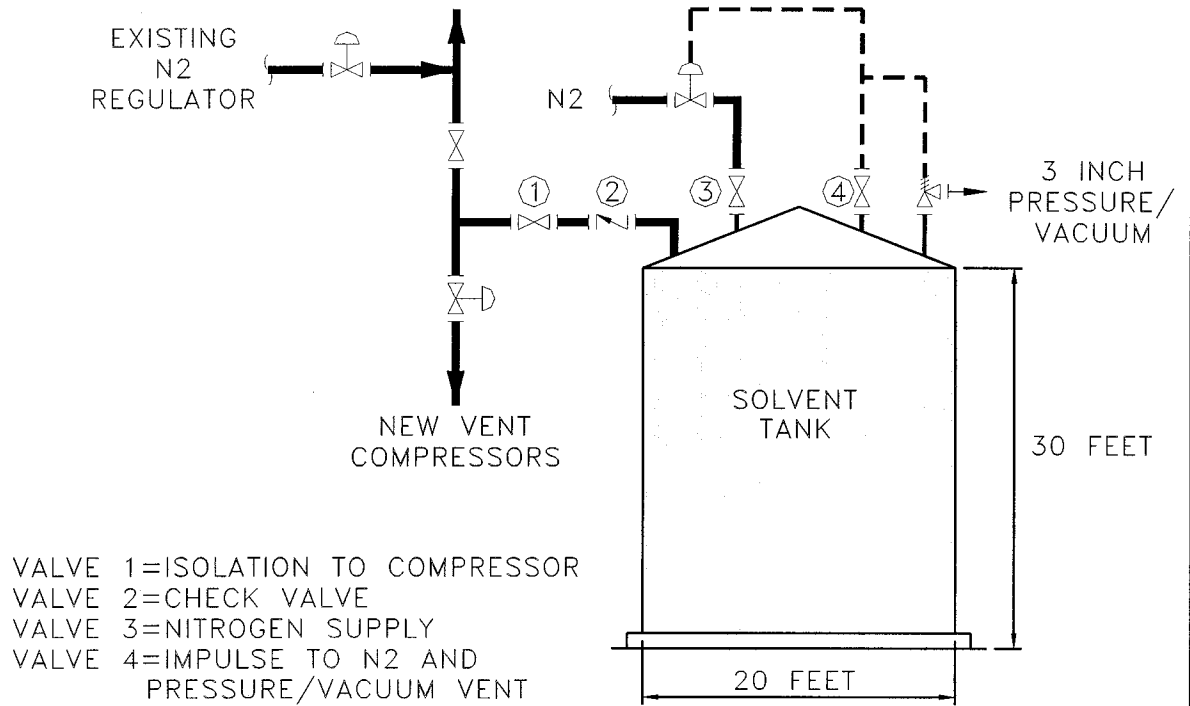 EXISTING
N2
REGULATOR
N2
1
2
3
4
3 INCH
PRESSURE/
VACUUM
NEW VENT
COMPRESSORS
SOLVENT
TANK
30 FEET
20 FEET
VALVE 1=ISOLATION TO COMPRESSOR
VALVE 2=CHECK VALVE
VALVE 3=NITROGEN SUPPLY
VALVE 4=IMPULSE TO N2 AND
PRESSURE/VACUUM VENT